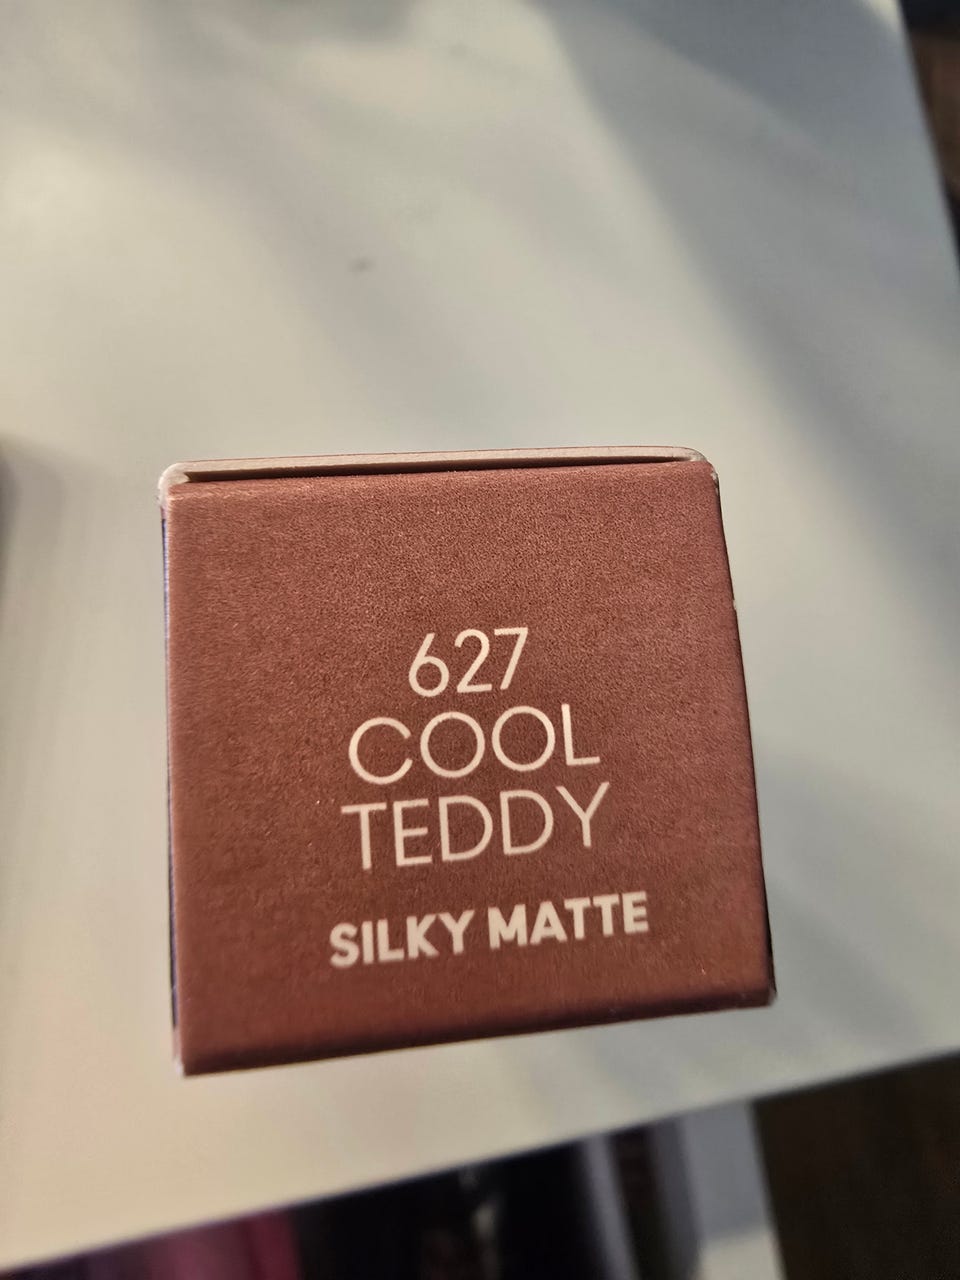 627
COOL
TEDDY
SILKY MATTE